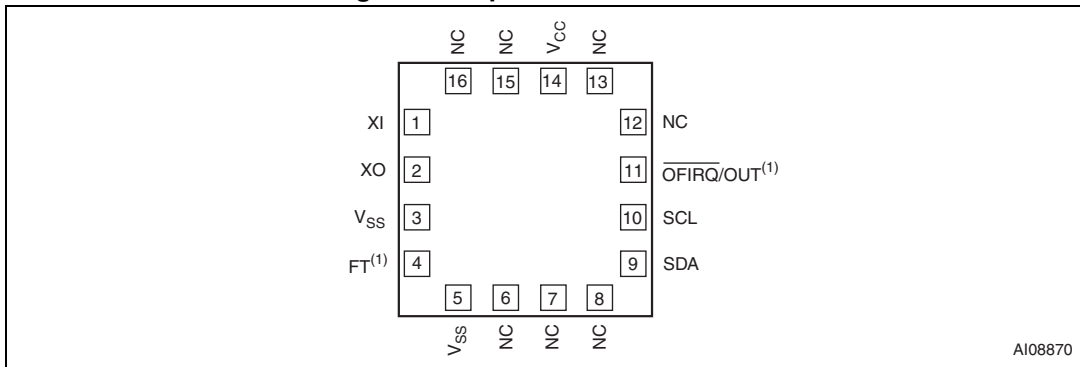 NC NC VCC NC
16 15 14 13
XI 1 12 NC
XO 2 11 OFIRQ/OUT(1)
VSS 3 10 SCL
FT(1) 4 9 SDA
5 6 7 8
VSS NC NC NC
AI08870